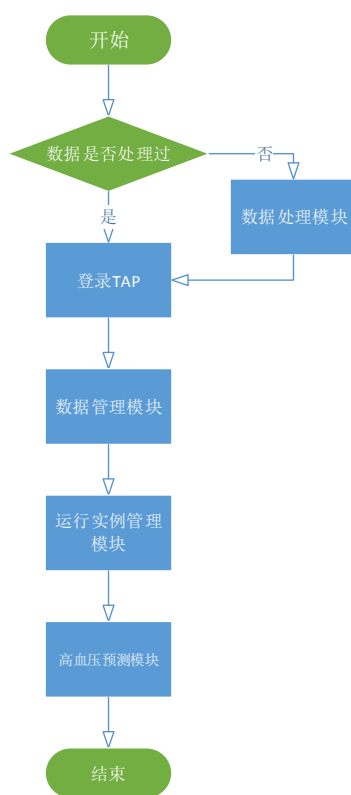 开始
数据是否处理过
否
数据处理模块
是
登录TAP
数据管理模块
运行实例管理
模块
高血压预测模块
结束